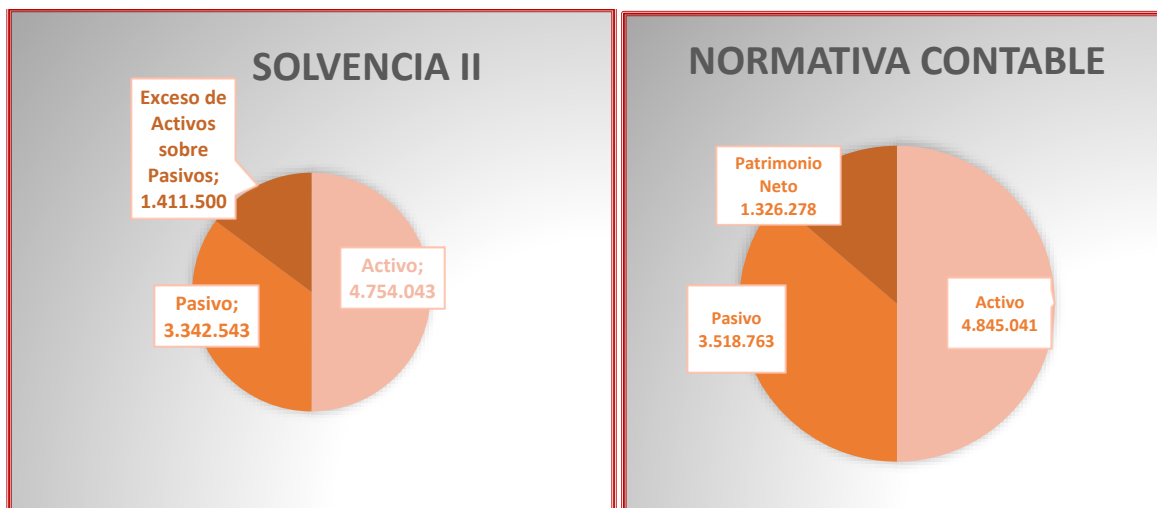 SOLVENCIA II
Exceso de
Activos
sobre
Pasivos;
1.411.500
Activo;
4.754.043
Pasivo;
3.342.543
NORMATIVA CONTABLE
Patrimonio
Neto
1.326.278
Activo
4.845.041
Pasivo
3.518.763